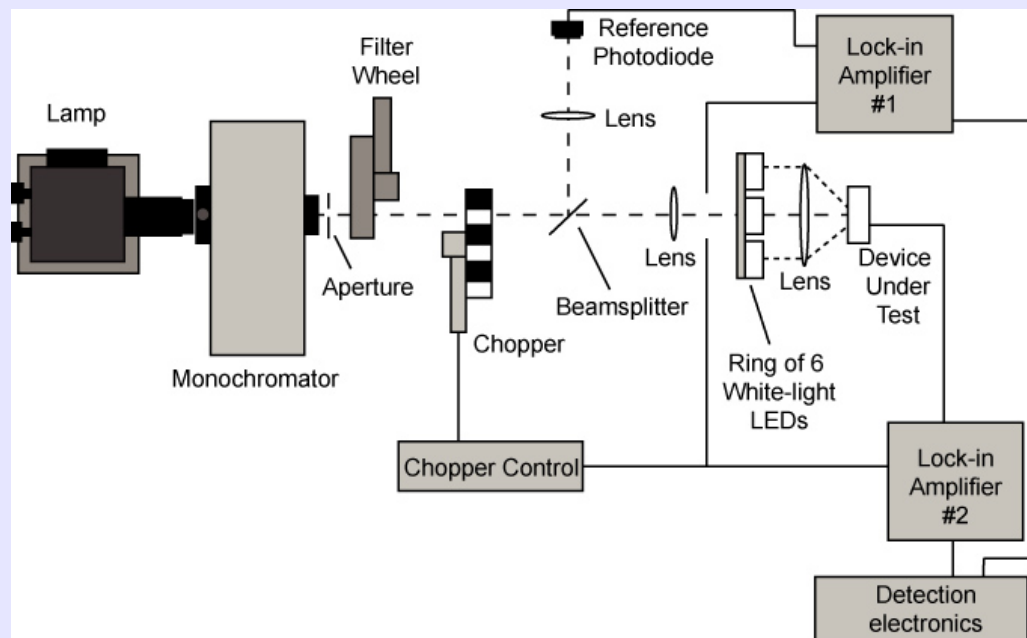 Lamp
Filter
Wheel
Reference
Photodiode
Lock-in
Amplifier
#1
Lens
Aperture
Monochromator
Chopper
Beamsplitter
Lens
Lens
Device
Under
Test
Ring of 6
White-light
LEDs
Chopper Control
Lock-in
Amplifier
#2
Detection
electronics